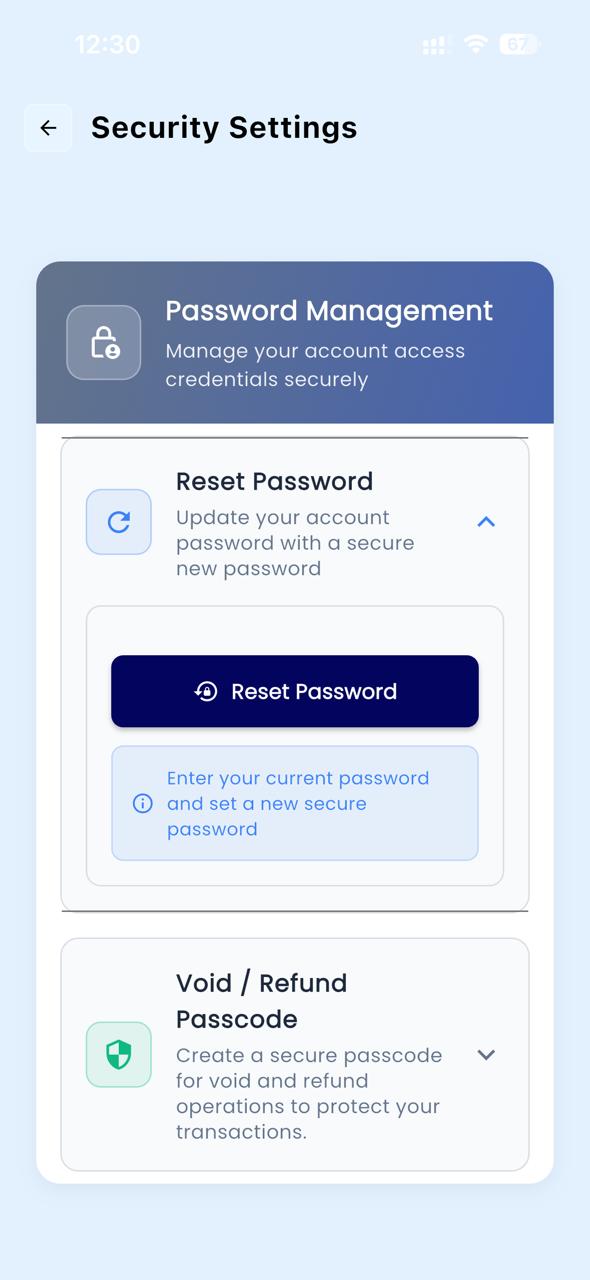 12:30
67
Security Settings
Password Management
Manage your account access
credentials securely
Reset Password
Update your account
password with a secure
new password
Reset Password
Enter your current password
and set a new secure
password
Void / Refund
Passcode
Create a secure passcode
for void and refund
operations to protect your
transactions.